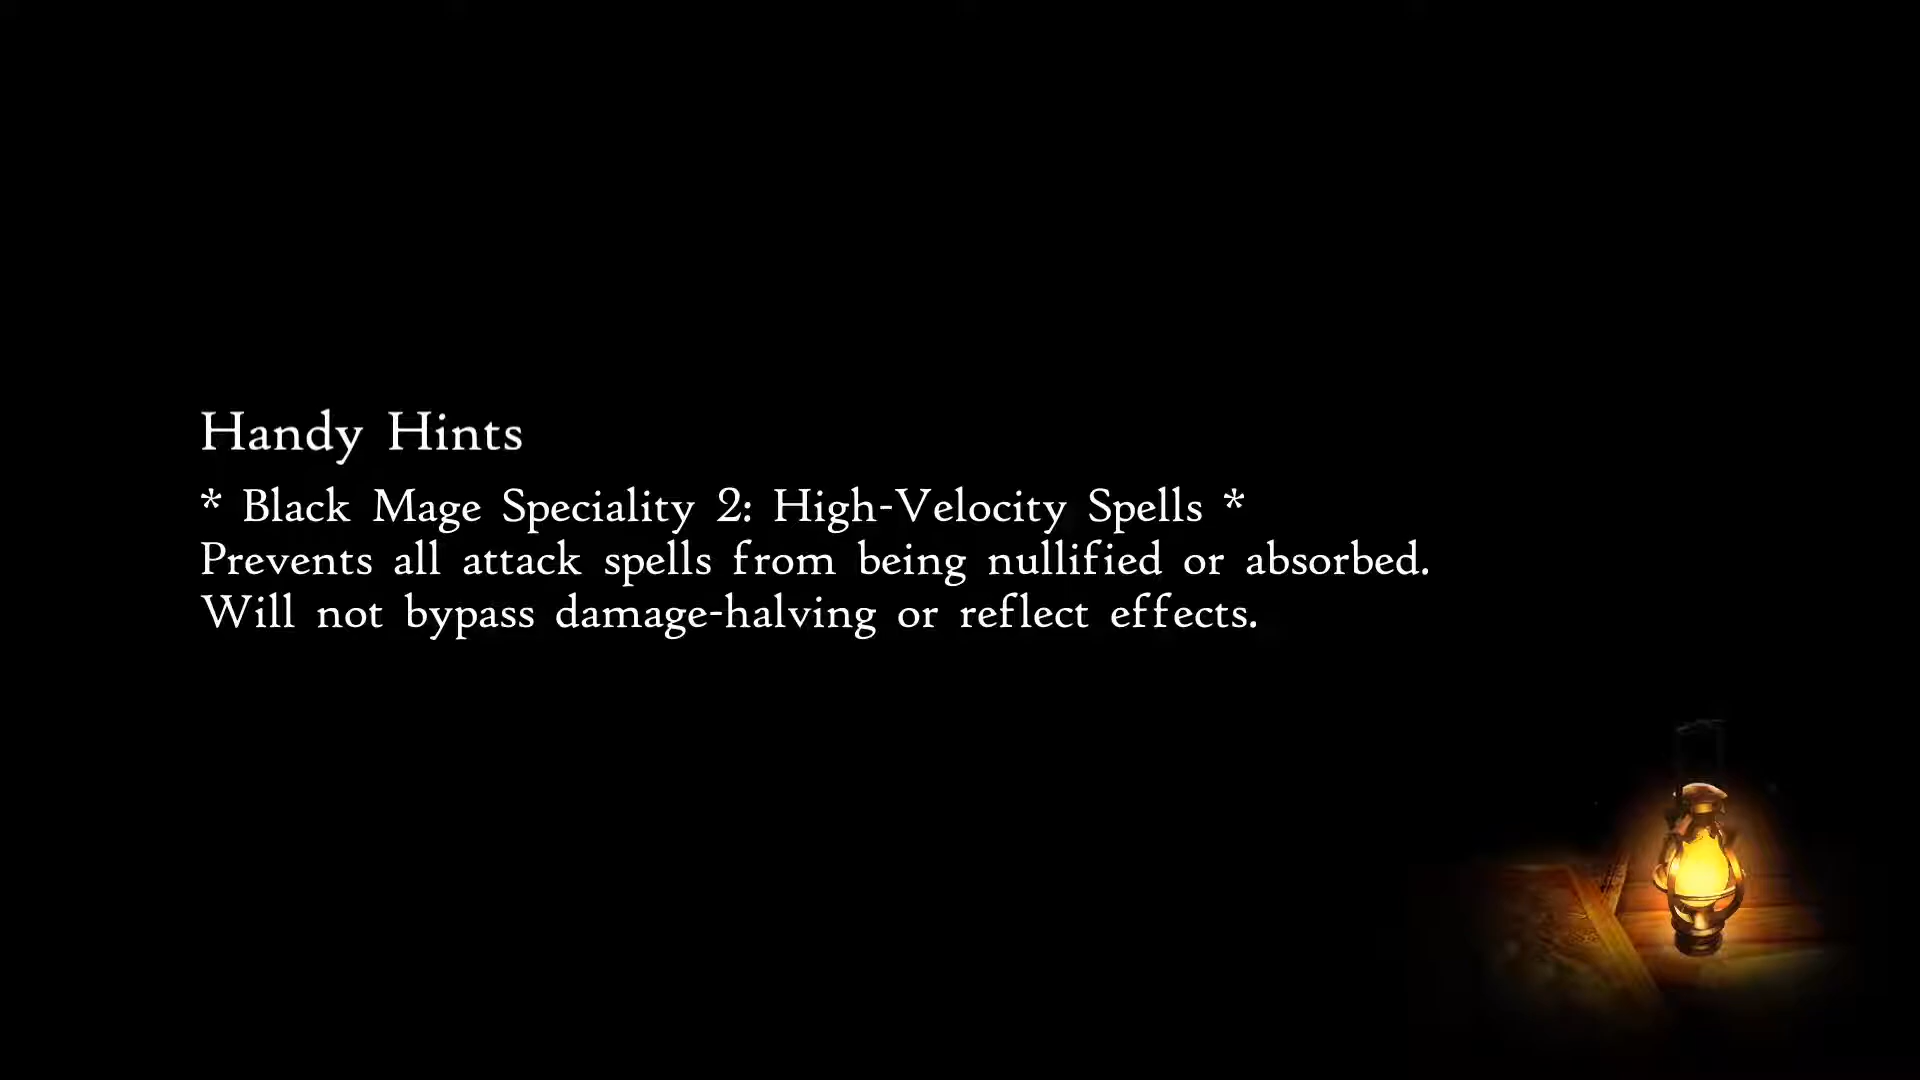 Handy Hints
* Black Mage Speciality 2: High-Velocity Spells *
Prevents all attack spells from being nullified or absorbed.
Will not bypass damage-halving or reflect effects.